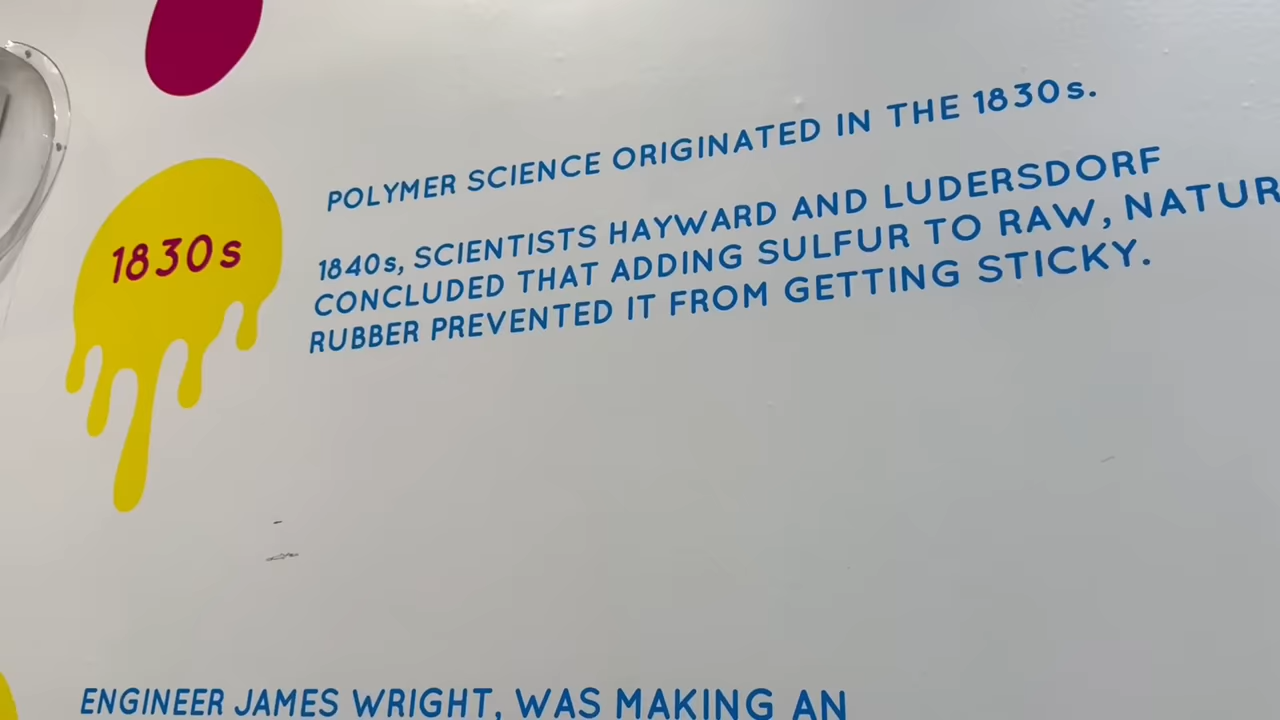 POLYMER SCIENCE ORIGINATED IN THE 1830s.
1830s
1840s, SCIENTISTS HAYWARD AND LUDERSDORF
CONCLUDED THAT ADDING SULFUR TO RAW, NATUR
RUBBER PREVENTED IT FROM GETTING STICKY.
ENGINEER JAMES WRIGHT, WAS MAKING AN